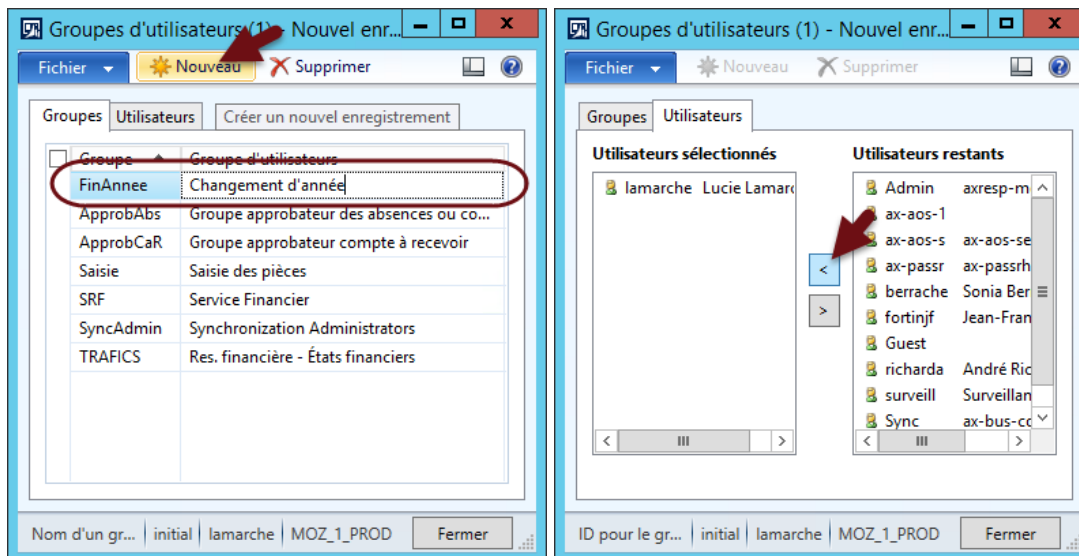 Groupes d'utilisateurs (1) - Nouvel enr...
Fichier Nouveau Supprimer
Groupes Utilisateurs Créer un nouvel enregistrement
Groupe Groupe d'utilisateurs
FinAnnee Changement d'année
ApprobAbs Groupe approbateur des absences ou co...
ApprobCaR Groupe approbateur compte à recevoir
Saisie Saisie des pièces
SRF Service Financier
SyncAdmin Synchronization Administrators
TRAFICS Res. financière - États financiers
Nom d'un gr... initial lamarche MOZ_1_PROD Fermer
Groupes d'utilisateurs (1) - Nouvel enr...
Fichier Nouveau Supprimer
Groupes Utilisateurs
Utilisateurs sélectionnés
lamarche Lucie Lamarc
<
>
Utilisateurs restants
Admin axresp-m
ax-aos-1
ax-aos-s ax-aos-se
ax-passr ax-passrh
berrache Sonia Ber
fortinjf Jean-Fran
Guest
richarda André Ric
surveill Surveillan
Sync ax-bus-cc
ID pour le gr... initial lamarche MOZ_1_PROD Fermer